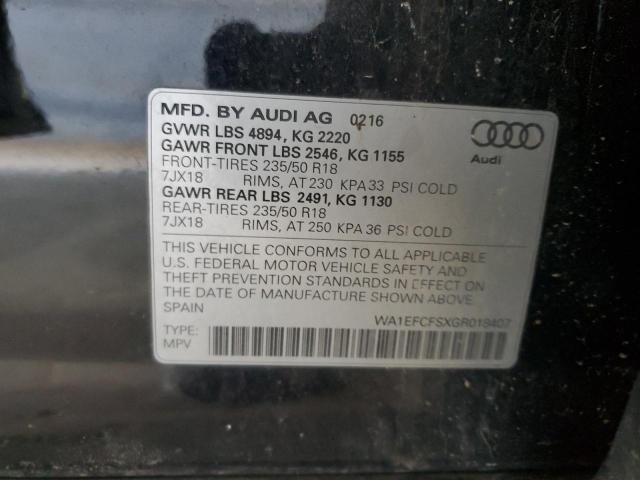 MFD. BY AUDI AG 0216
GVWR LBS 4894, KG 2220
GAWR FRONT LBS 2546, KG 1155
FRONT-TIRES 235/50 R18
7JX18 RIMS, AT 230 KPA 33 PSI COLD
GAWR REAR LBS 2491, KG 1130
REAR-TIRES 235/50 R18
7JX18 RIMS, AT 250 KPA 36 PSI COLD
Audi
THIS VEHICLE CONFORMS TO ALL APPLICABLE
U.S. FEDERAL MOTOR VEHICLE SAFETY AND
THEFT PREVENTION STANDARDS IN EFFECT ON
THE DATE OF MANUFACTURE SHOWN ABOVE.
SPAIN
WA1EFCFSXGR018407
TYPE:
MPV